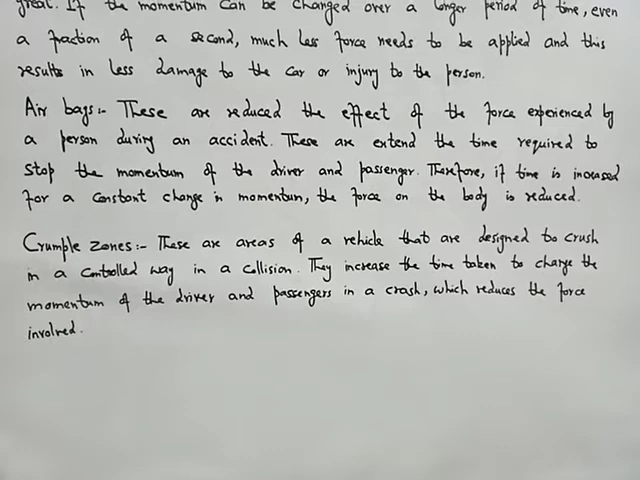 great. If the momentum can be changed over a longer period of time, even
a fraction of a second, much less force needs to be applied and this
results in less damage to the car or injury to the person.
Air bags:- These are reduced the effect of the force experienced by
a person during an accident. These are extend the time required to
stop the momentum of the driver and passenger. Therefore, if time is increased
for a constant change in momentum, the force on the body is reduced.
Crumple zones:- These are areas of a vehicle that are designed to crush
in a controlled way in a collision. They increase the time taken to change the
momentum of the driver and passengers in a crash, which reduces the force
involved.